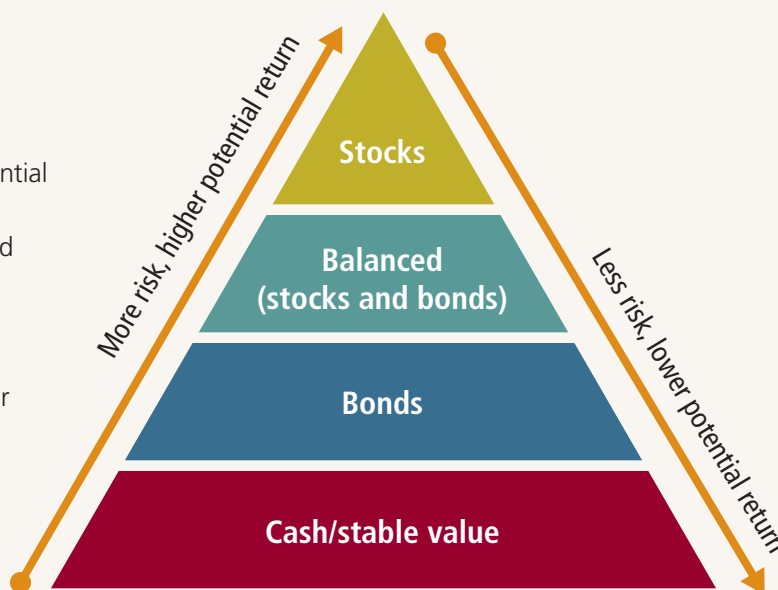 ntial
d
r
More risk, higher potential return
Stocks
Balanced
(stocks and bonds)
Bonds
Cash/stable value
Less risk, lower potential return